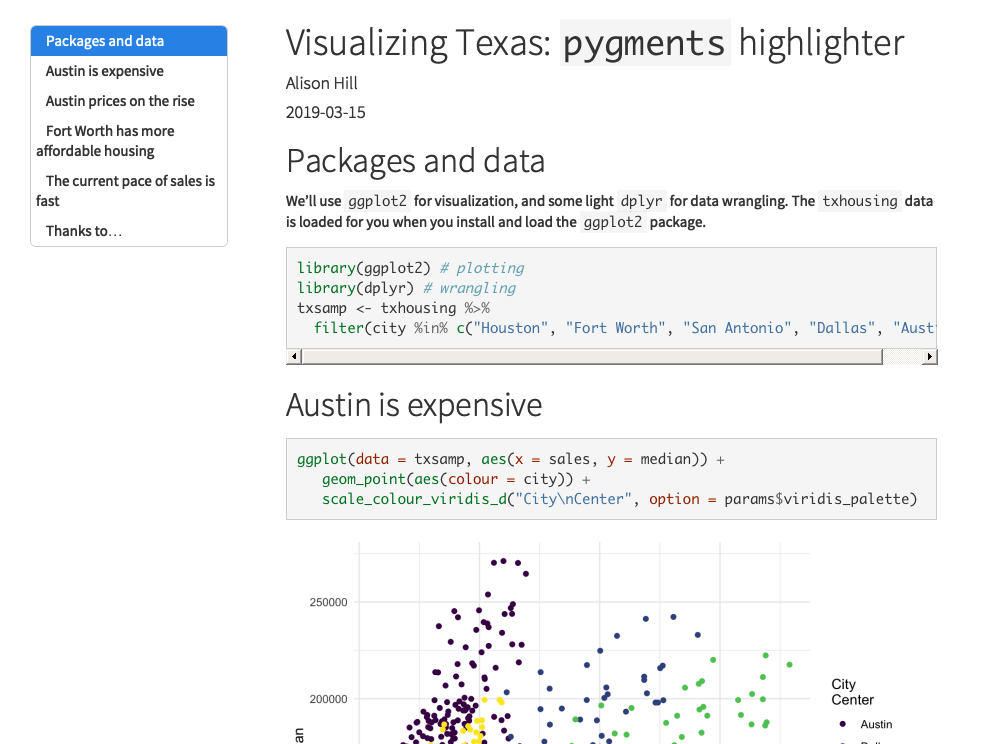 Packages and data
Austin is expensive
Austin prices on the rise
Fort Worth has more
affordable housing
The current pace of sales is
fast
Thanks to…
Visualizing Texas: pygments highlighter
Alison Hill
2019-03-15
Packages and data
We'll use ggplot2 for visualization, and some light dplyr for data wrangling. The txhousing data
is loaded for you when you install and load the ggplot2 package.
library(ggplot2) # plotting
library(dplyr) # wrangling
txsamp <- txhousing %>%
filter(city %in% c("Houston", "Fort Worth", "San Antonio", "Dallas", "Aust
Austin is expensive
ggplot(data = txsamp, aes(x = sales, y = median)) +
geom_point(aes(colour = city)) +
scale_colour_viridis_d("City\nCenter", option = params$viridis_palette)
250000
200000
City
Center
Austin